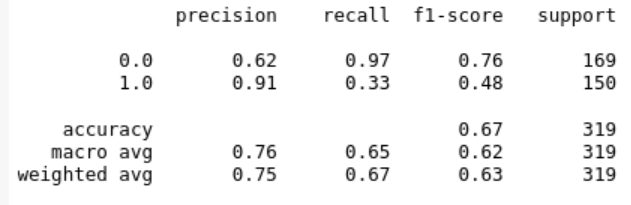 precision recall f1-score support
0.0 0.62 0.97 0.76 169
1.0 0.91 0.33 0.48 150
accuracy 0.67 319
macro avg 0.76 0.65 0.62 319
weighted avg 0.75 0.67 0.63 319